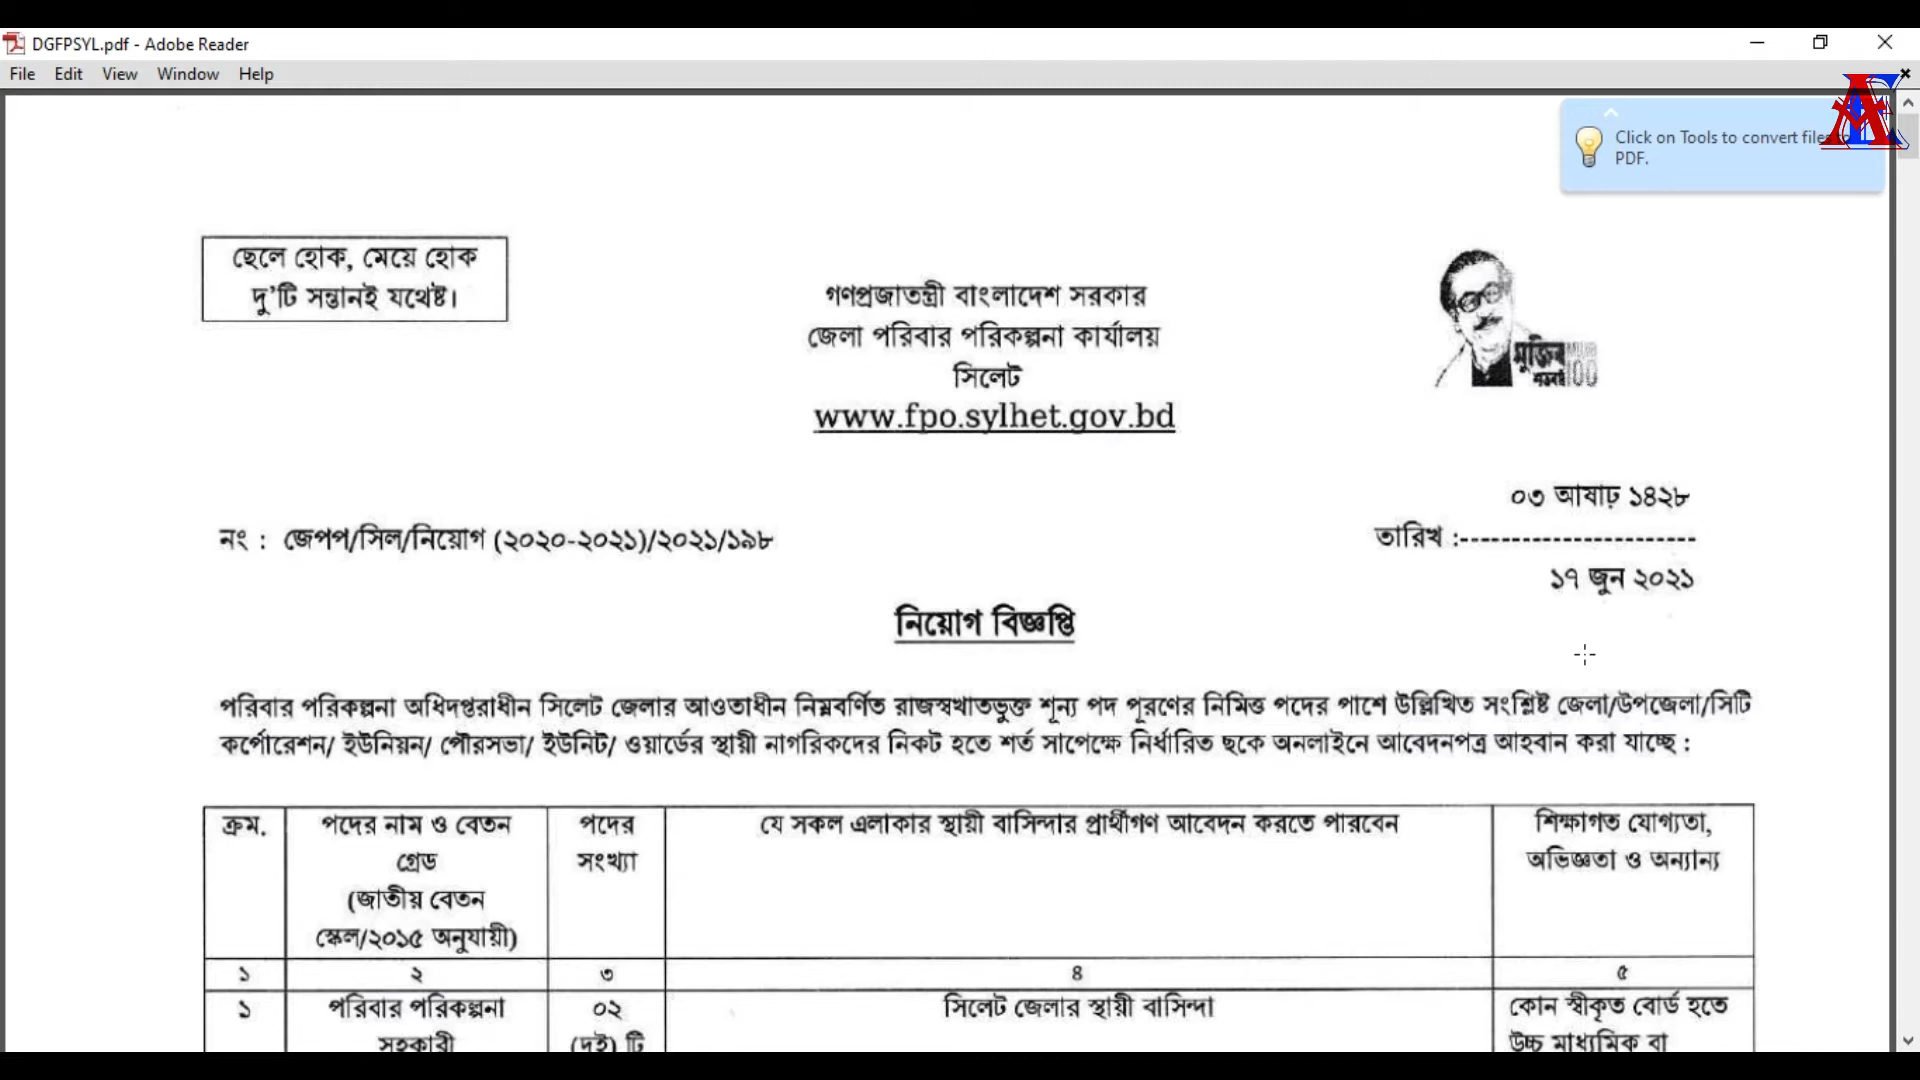 DGFPSYL.pdf - Adobe Reader
File Edit View Window Help
Click on Tools to convert files to
PDF.
ছেলে হোক, মেয়ে হোক
দু'টি সন্তানই যথেষ্ট।
গণপ্রজাতন্ত্রী বাংলাদেশ সরকার
জেলা পরিবার পরিকল্পনা কার্যালয়
সিলেট
www.fpo.sylhet.gov.bd
মুজিব
100
০৩ আষাঢ় ১৪২৮
নং : জেপপ/সিল/নিয়োগ (২০২০-২০২১)/২০২১/১৯৮
তারিখ :-----------------------
১৭ জুন ২০২১
নিয়োগ বিজ্ঞপ্তি
পরিবার পরিকল্পনা অধিদপ্তরাধীন সিলেট জেলার আওতাধীন নিম্নবর্ণিত রাজস্বখাতভুক্ত শূন্য পদ পূরণের নিমিত্ত পদের পাশে উল্লিখিত সংশ্লিষ্ট জেলা/উপজেলা/সিটি
কর্পোরেশন/ ইউনিয়ন/ পৌরসভা/ ইউনিট/ ওয়ার্ডের স্থায়ী নাগরিকদের নিকট হতে শর্ত সাপেক্ষে নির্ধারিত ছকে অনলাইনে আবেদনপত্র আহবান করা যাচ্ছে :
ক্রম.
পদের নাম ও বেতন
গ্রেড
(জাতীয় বেতন
স্কেল/২০১৫ অনুযায়ী)
পদের
সংখ্যা
যে সকল এলাকার স্থায়ী বাসিন্দার প্রার্থীগণ আবেদন করতে পারবেন
শিক্ষাগত যোগ্যতা,
অভিজ্ঞতা ও অন্যান্য
১ ২ ৩ ৪ ৫
১
পরিবার পরিকল্পনা
সহকারী
০২
(দুই) টি
সিলেট জেলার স্থায়ী বাসিন্দা
কোন স্বীকৃত বোর্ড হতে
উচ্চ মাধ্যমিক বা